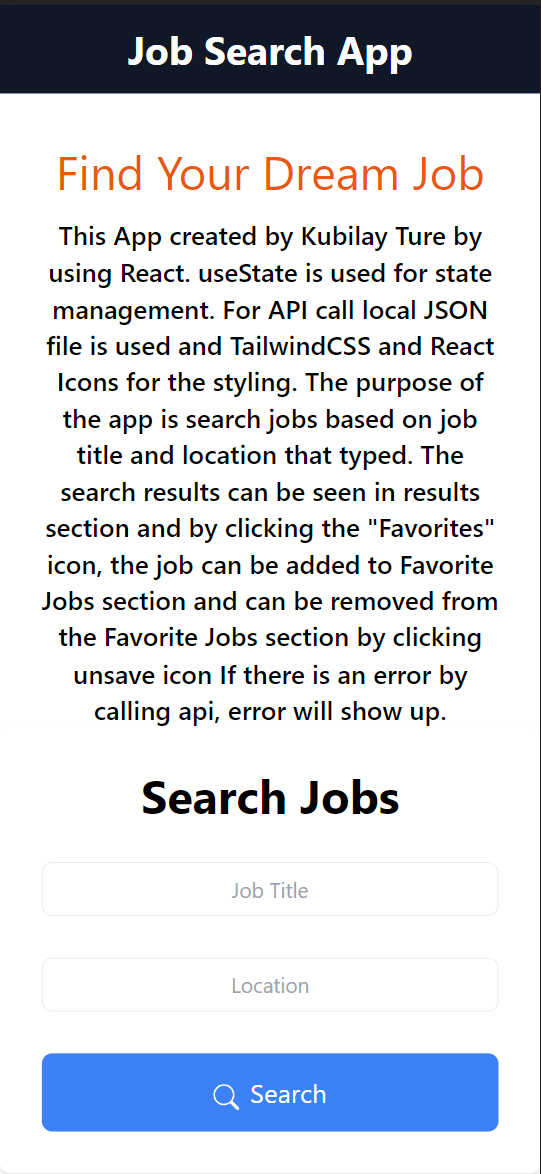 Job Search App
Find Your Dream Job
This App created by Kubilay Ture by
using React. useState is used for state
management. For API call local JSON
file is used and TailwindCSS and React
Icons for the styling. The purpose of
the app is search jobs based on job
title and location that typed. The
search results can be seen in results
section and by clicking the "Favorites"
icon, the job can be added to Favorite
Jobs section and can be removed from
the Favorite Jobs section by clicking
unsave icon If there is an error by
calling api, error will show up.
Search Jobs
Job Title
Location
Search